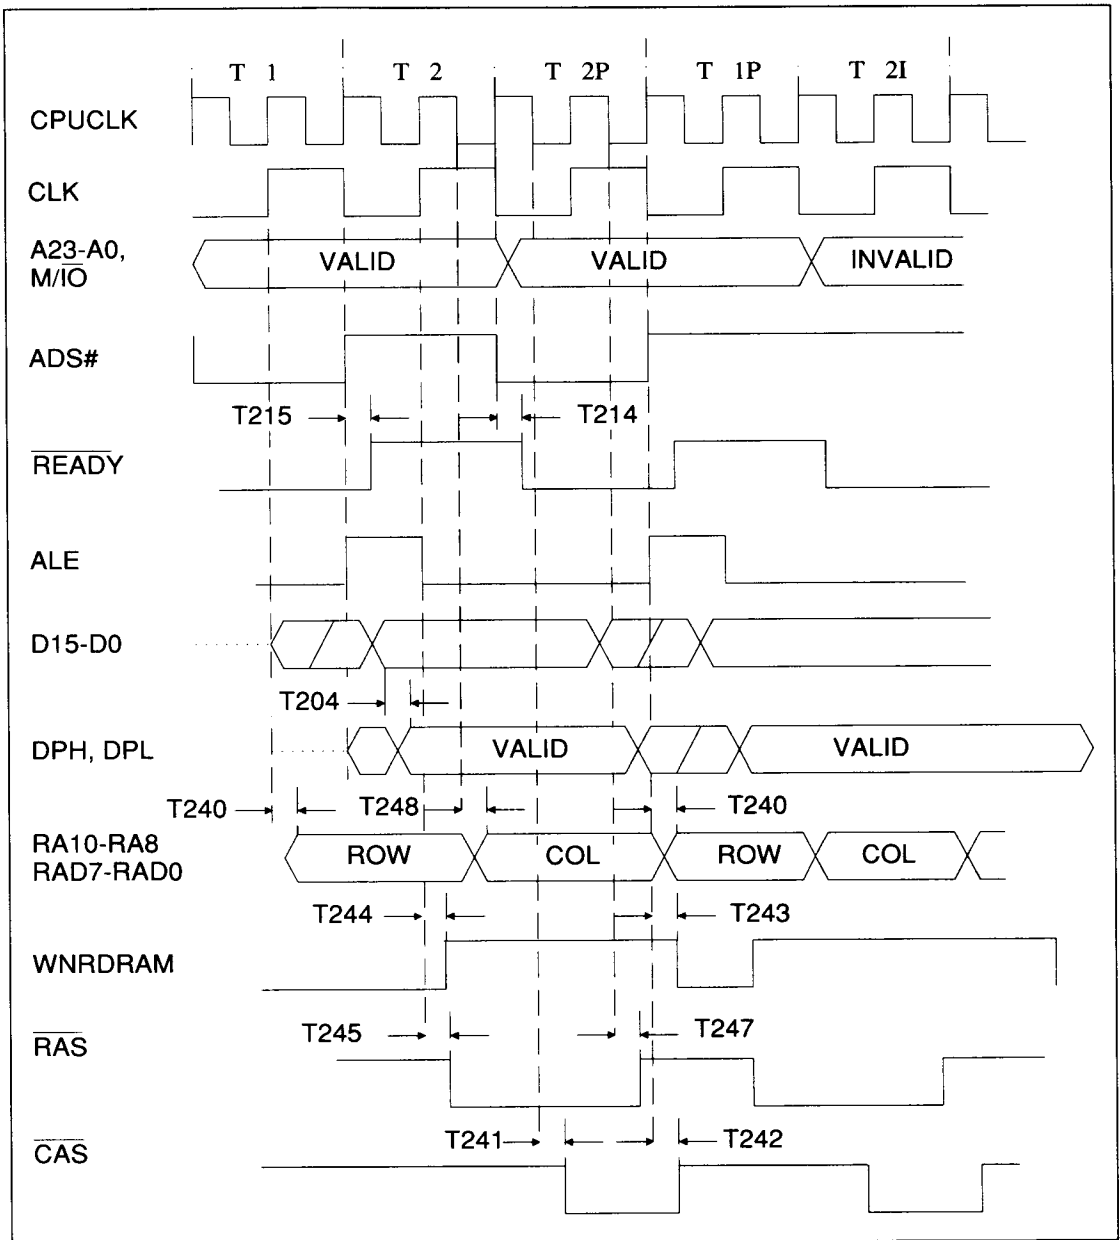 T 1 T 2 T 2P T 1P T 2I
CPUCLK
CLK
A23-A0,
M/IO
VALID VALID INVALID
ADS#
T215 T214
READY
ALE
D15-D0
T204
DPH, DPL VALID VALID
T240 T248 T240
RA10-RA8
RAD7-RAD0
ROW COL ROW COL
T244 T243
WNRDRAM
T245 T247
RAS
T241 T242
CAS